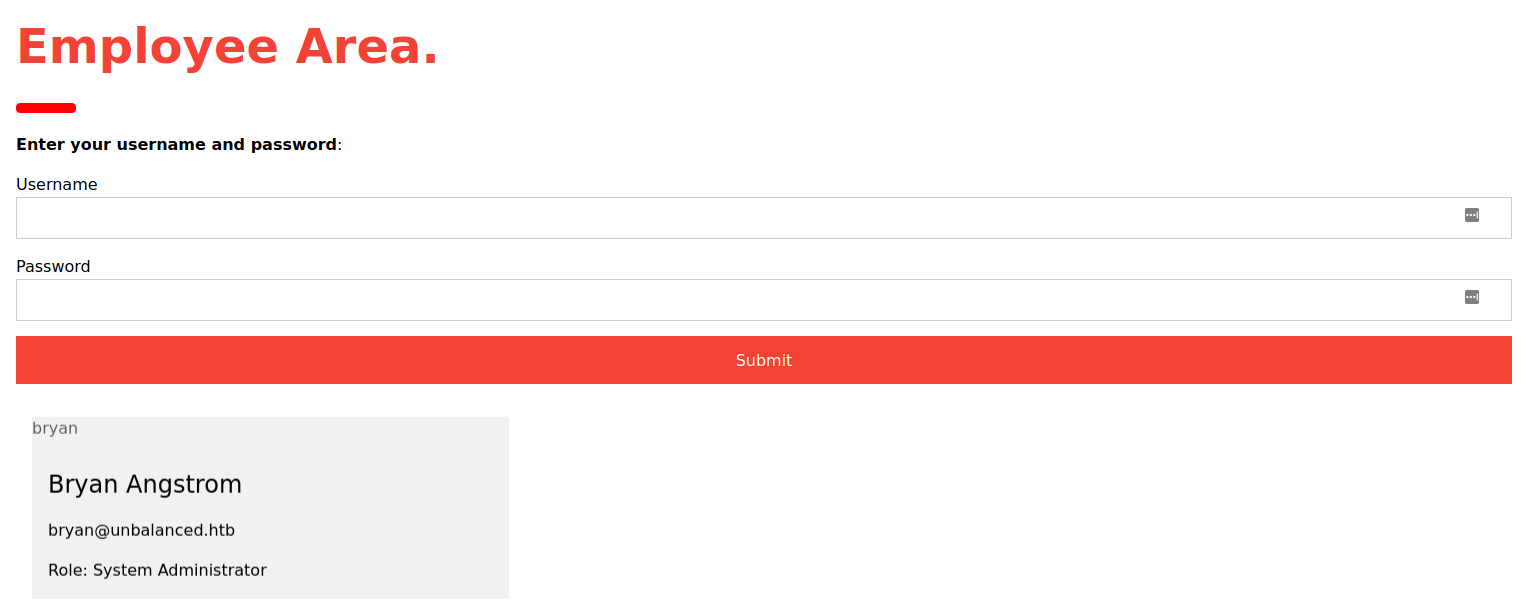 Employee Area.
Enter your username and password:
Username
Password
Submit
bryan
Bryan Angstrom
bryan@unbalanced.htb
Role: System Administrator